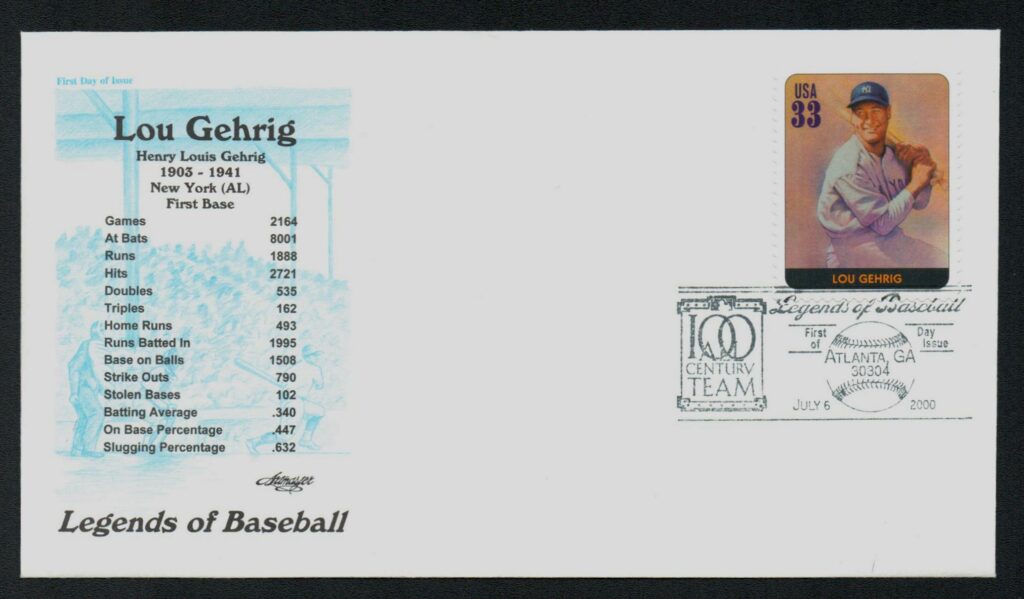 First Day of Issue
Lou Gehrig
Henry Louis Gehrig
1903 - 1941
New York (AL)
First Base
Games 2164
At Bats 8001
Runs 1888
Hits 2721
Doubles 535
Triples 162
Home Runs 493
Runs Batted In 1995
Base on Balls 1508
Strike Outs 790
Stolen Bases 102
Batting Average .340
On Base Percentage .447
Slugging Percentage .632
Legends of Baseball
USA
33
NY
LOU GEHRIG
Legends of Baseball
100
CENTURY
TEAM
First Day
of Issue
ATLANTA, GA
30304
JULY 6 2000